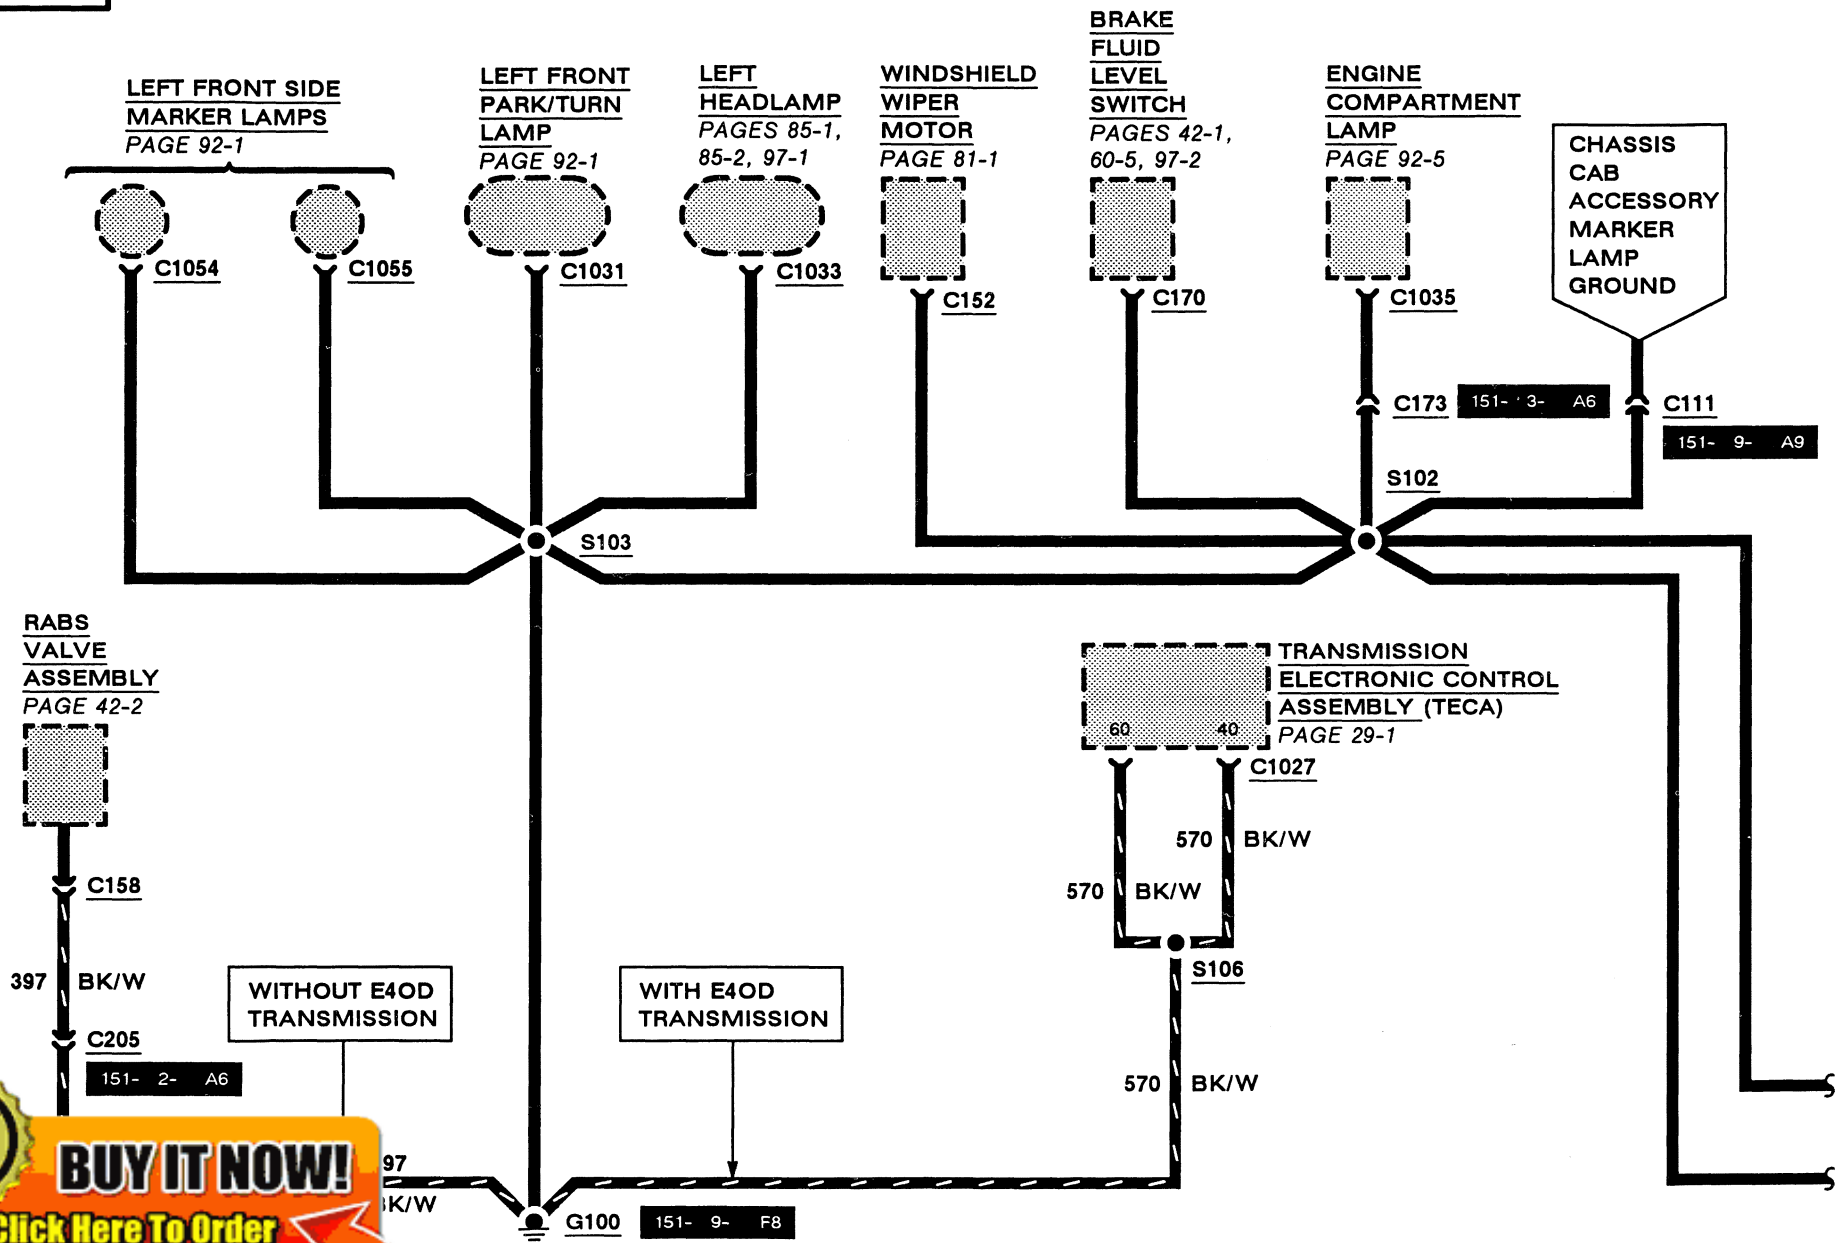 LEFT FRONT SIDE
MARKER LAMPS
PAGE 92-1
LEFT FRONT
PARK/TURN
LAMP
PAGE 92-1
LEFT
HEADLAMP
PAGES 85-1,
85-2, 97-1
WINDSHIELD
WIPER
MOTOR
PAGE 81-1
BRAKE
FLUID
LEVEL
SWITCH
PAGES 42-1,
60-5, 97-2
ENGINE
COMPARTMENT
LAMP
PAGE 92-5
CHASSIS
CAB
ACCESSORY
MARKER
LAMP
GROUND
C1054
C1055
C1031
C1033
C152
C170
C1035
C173
151- 3- A6
C111
151- 9- A9
S102
S103
RABS
VALVE
ASSEMBLY
PAGE 42-2
TRANSMISSION
ELECTRONIC CONTROL
ASSEMBLY (TECA)
PAGE 29-1
60
40
C1027
570 BK/W
570 BK/W
C158
S106
397 BK/W
WITHOUT E4OD
TRANSMISSION
WITH E4OD
TRANSMISSION
C205
151- 2- A6
570 BK/W
97
K/W
G100
151- 9- F8
BUY IT NOW!
Click Here To Order